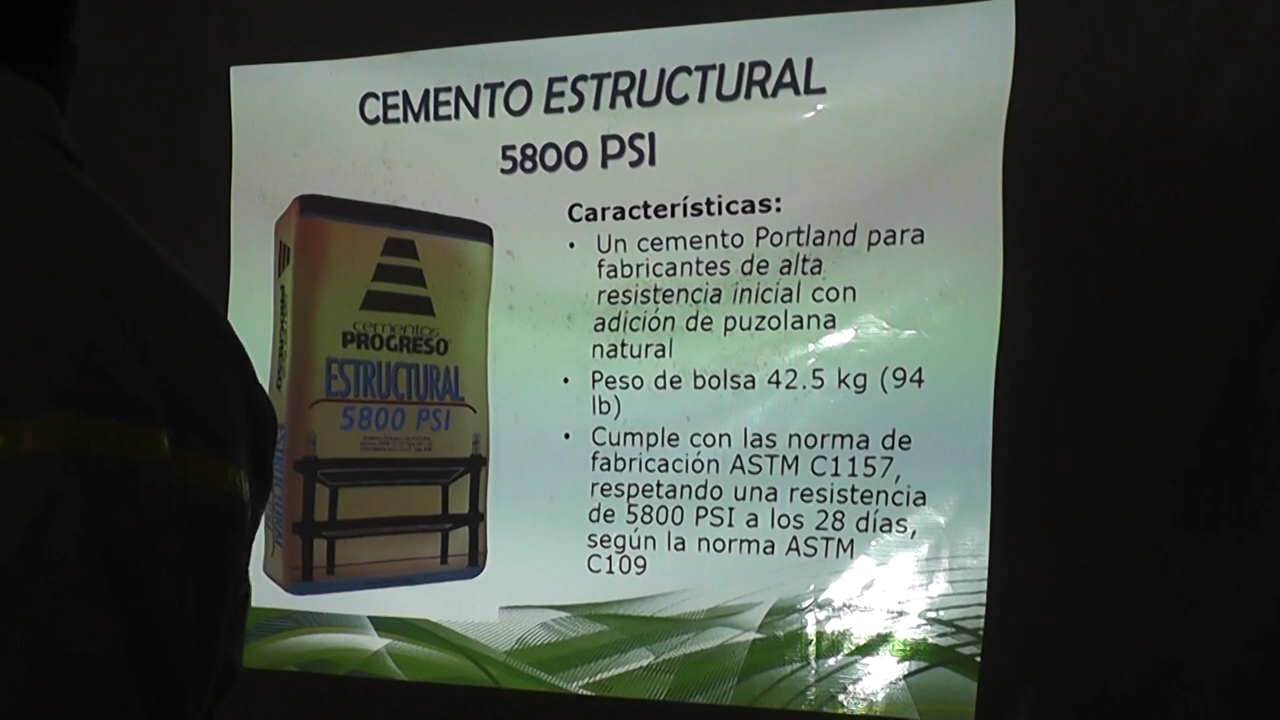 CEMENTO ESTRUCTURAL
5800 PSI
cementos
PROGRESO
ESTRUCTURAL
5800 PSI
Características:
• Un cemento Portland para
fabricantes de alta
resistencia inicial con
adición de puzolana
natural
• Peso de bolsa 42.5 kg (94
lb)
• Cumple con las norma de
fabricación ASTM C1157,
respetando una resistencia
de 5800 PSI a los 28 días,
según la norma ASTM
C109